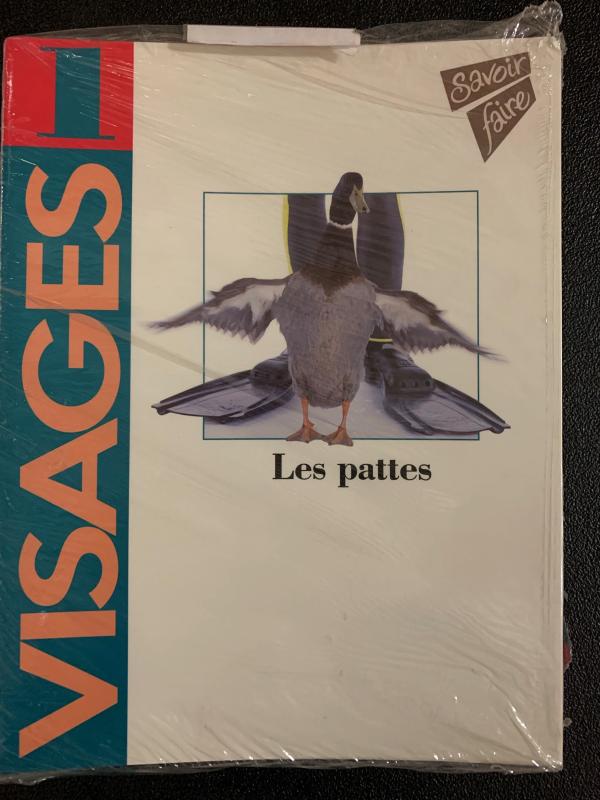 VISAGES 1
Savoir
faire
Les pattes